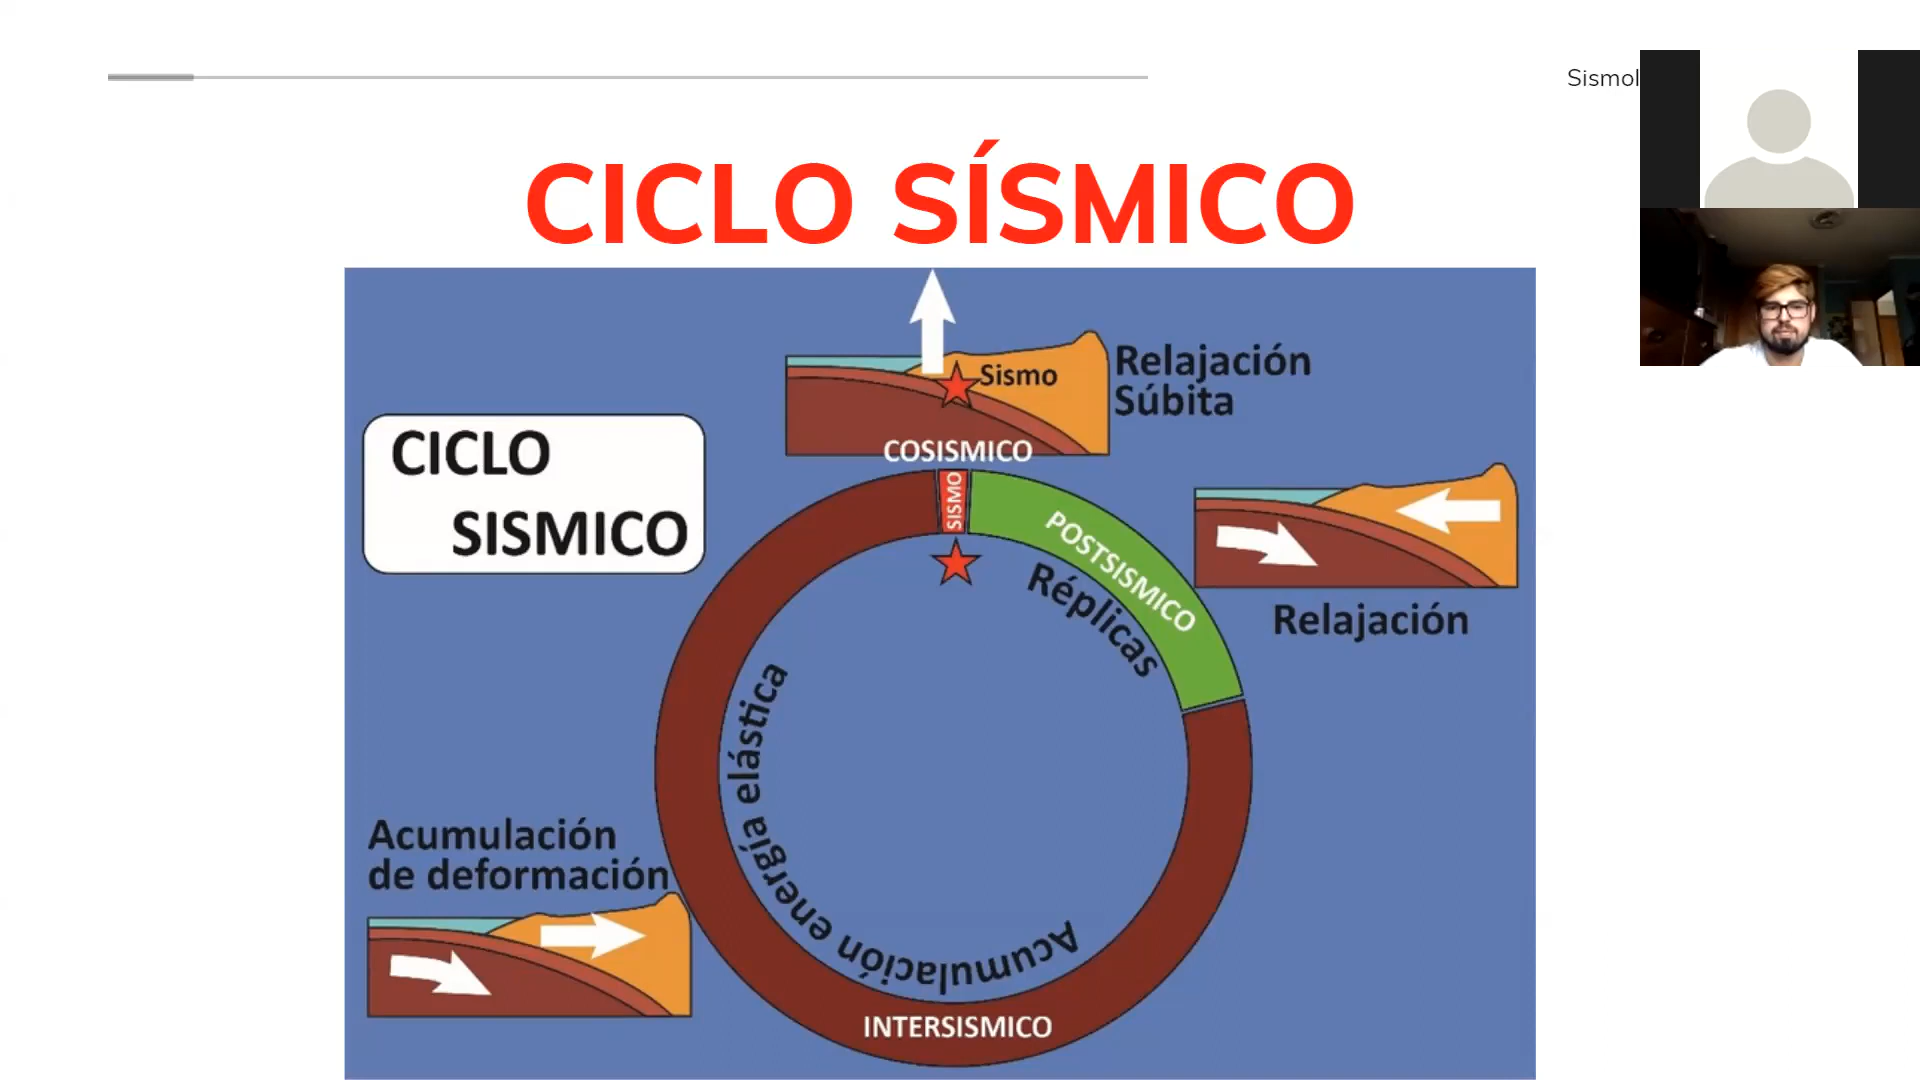 Sismol
CICLO SÍSMICO
Sismo
Relajación
Súbita
CICLO
SISMICO
COSISMICO
SISMO
POSTSISMICO
Réplicas
Relajación
Acumulación energía elástica
Acumulación
de deformación
INTERSISMICO